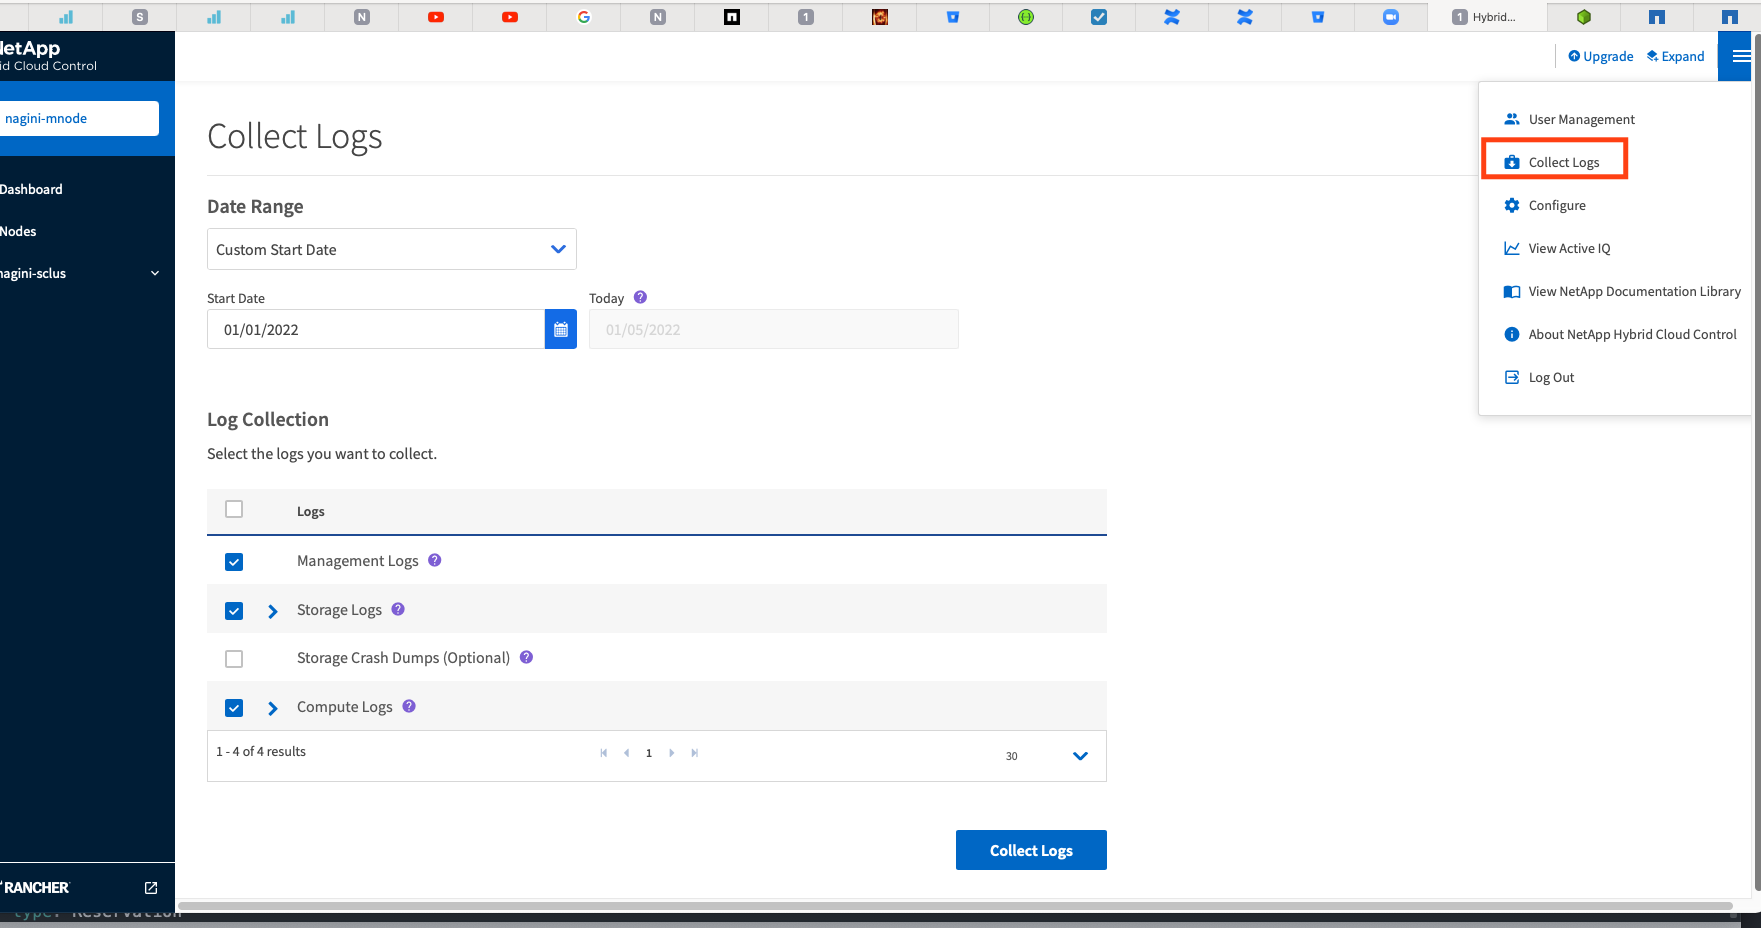 S
N
N
1
1 Hybrid...
NetApp
id Cloud Control
Upgrade
Expand
nagini-mnode
Dashboard
Nodes
nagini-sclus
RANCHER
Collect Logs
Date Range
Custom Start Date
Start Date
Today ?
01/01/2022
01/05/2022
Log Collection
Select the logs you want to collect.
Logs
Management Logs ?
Storage Logs ?
Storage Crash Dumps (Optional) ?
Compute Logs ?
1 - 4 of 4 results
1
30
Collect Logs
User Management
Collect Logs
Configure
View Active IQ
View NetApp Documentation Library
About NetApp Hybrid Cloud Control
Log Out
type: Reservation